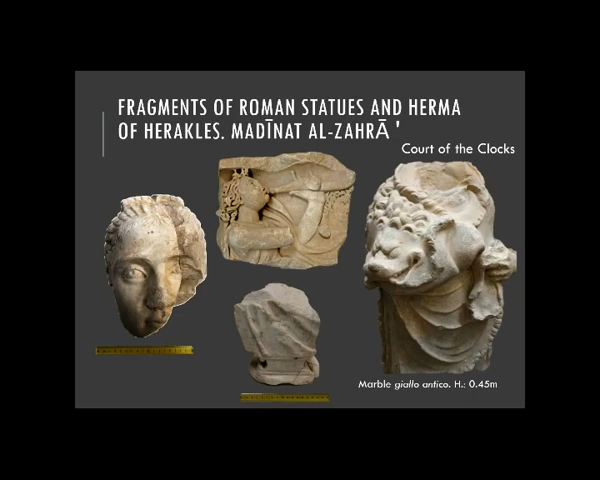 FRAGMENTS OF ROMAN STATUES AND HERMA
OF HERAKLES. MADĪNAT AL-ZAHRĀ'
Court of the Clocks
Marble giallo antico. H.: 0.45m